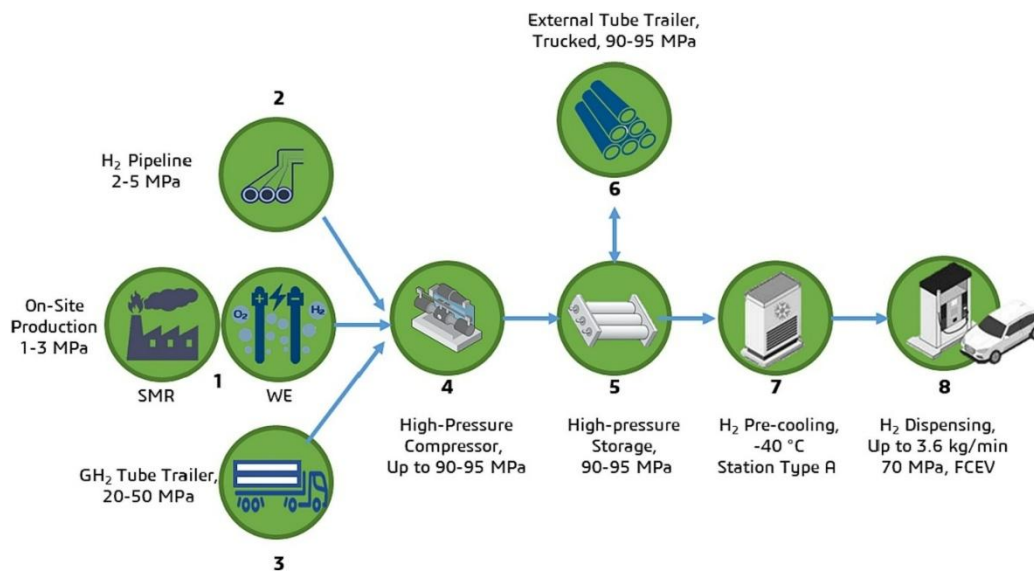 External Tube Trailer,
Trucked, 90-95 MPa
2
H₂ Pipeline
2-5 MPa
6
On-Site
Production
1-3 MPa
O₂
H₂
1
SMR
WE
4
5
7
8
High-Pressure
Compressor,
Up to 90-95 MPa
High-pressure
Storage,
90-95 MPa
H₂ Pre-cooling,
-40 °C
Station Type A
H₂ Dispensing,
Up to 3.6 kg/min
70 MPa, FCEV
GH₂ Tube Trailer,
20-50 MPa
3